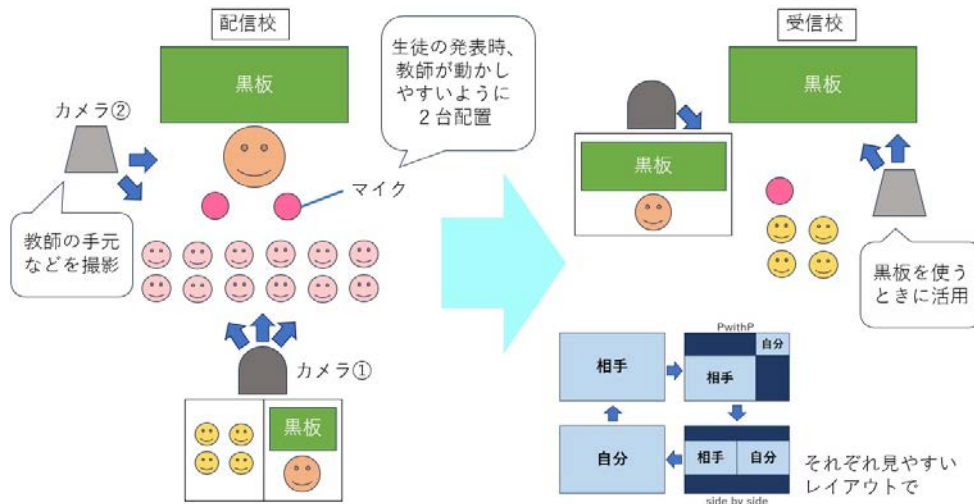 配信校
黒板
カメラ②
生徒の発表時、
教師が動かし
やすいように
２台配置
マイク
教師の手元
などを撮影
カメラ①
黒板
受信校
黒板
黒板
黒板を使う
ときに活用
PwithP
相手
自分
相手
自分
相手
自分
side by side
それぞれ見やすい
レイアウトで